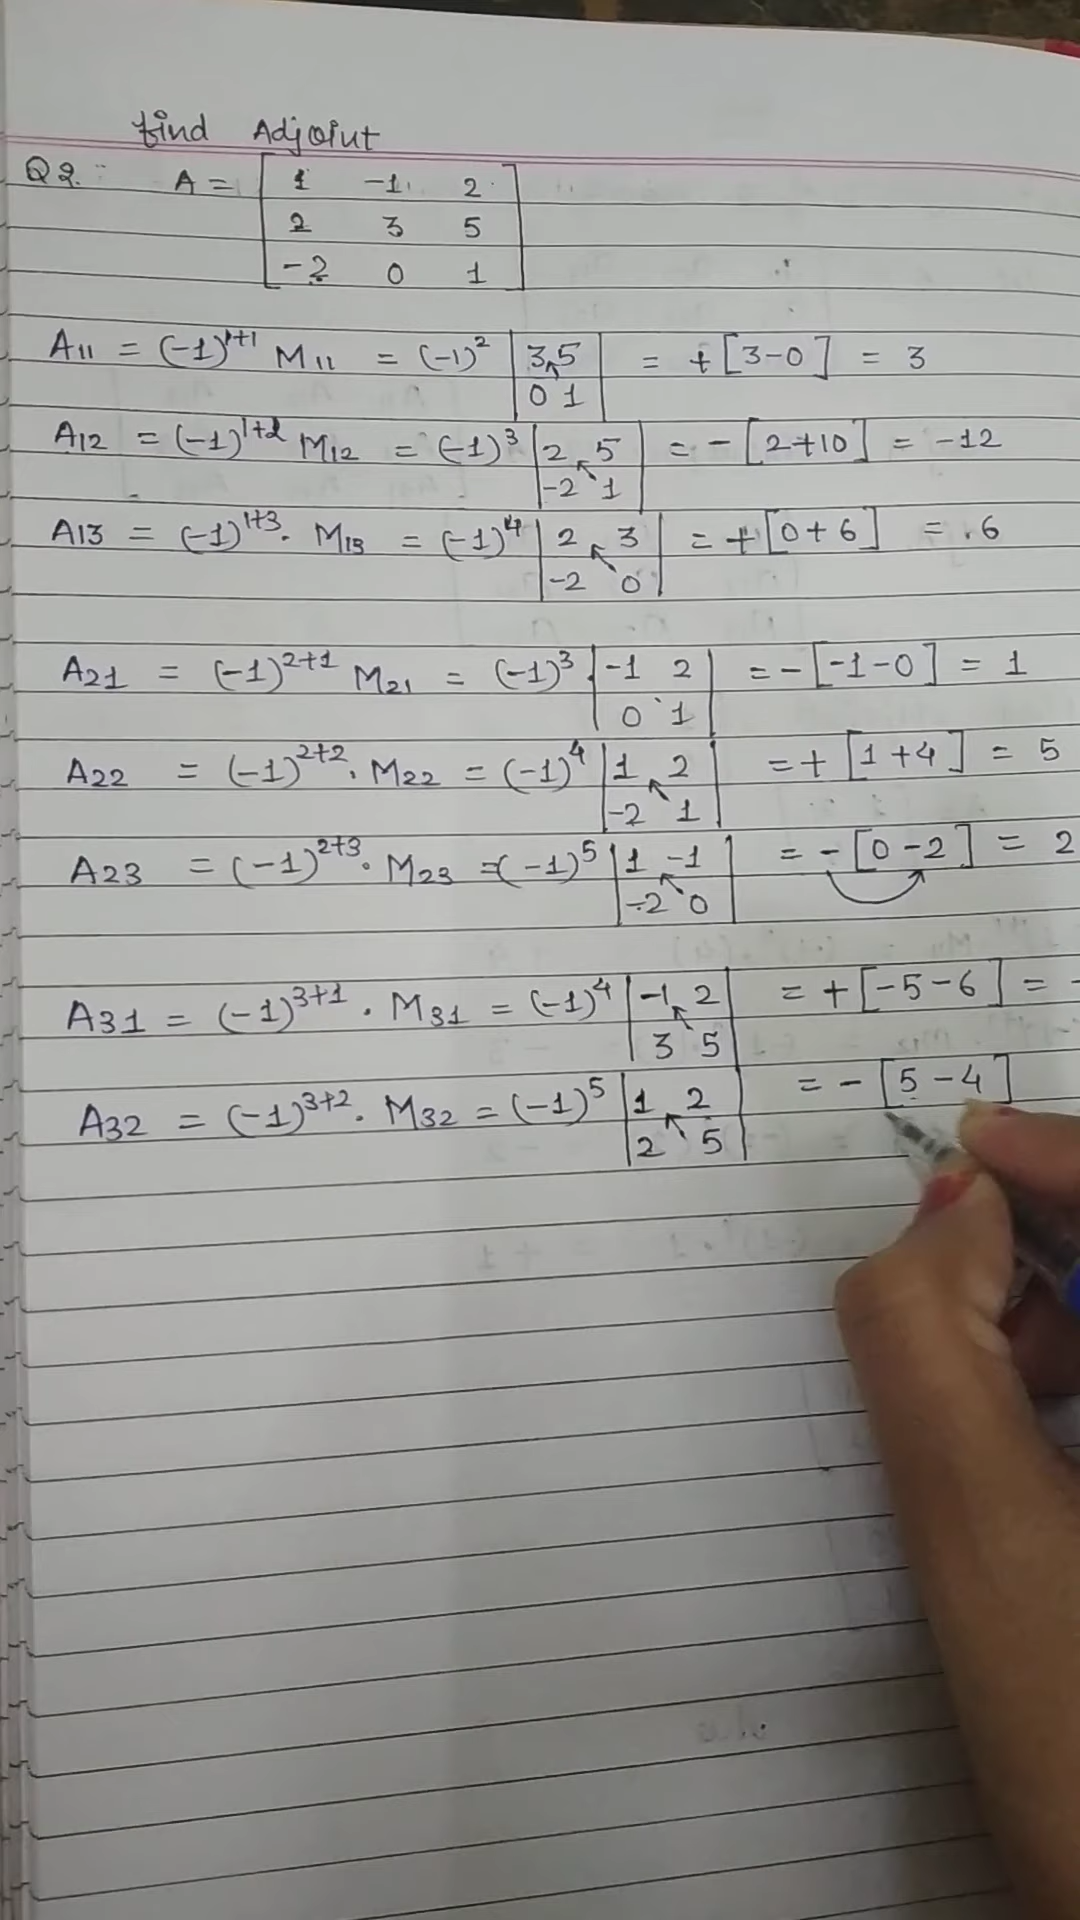 find Adjoint
Q2. A = [ 1 -1 2
2 3 5
-2 0 1 ]
A11 = (-1)^1+1 M11 = (-1)^2 | 3 5 | = +[3-0] = 3
0 1
A12 = (-1)^1+2 M12 = (-1)^3 | 2 5 | = -[2+10] = -12
-2 1
A13 = (-1)^1+3 . M13 = (-1)^4 | 2 3 | = +[0+6] = 6
-2 0
A21 = (-1)^2+1 M21 = (-1)^3 | -1 2 | = -[-1-0] = 1
0 1
A22 = (-1)^2+2 . M22 = (-1)^4 | 1 2 | = +[1+4] = 5
-2 1
A23 = (-1)^2+3 . M23 = (-1)^5 | 1 -1 | = -[0-2] = 2
-2 0
A31 = (-1)^3+1 . M31 = (-1)^4 | -1 2 | = +[-5-6] = -
3 5
A32 = (-1)^3+2 . M32 = (-1)^5 | 1 2 | = -[5-4]
2 5